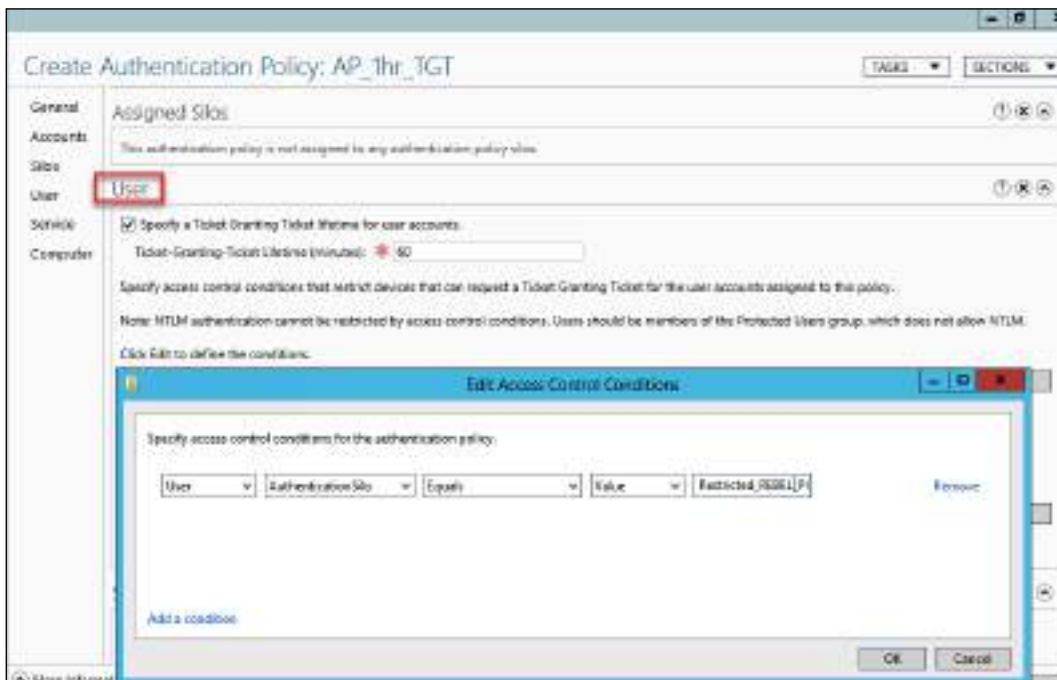 Create Authentication Policy: AP_1hr_TGT
TASKS
SECTIONS
General
Accounts
Silos
User
Service
Computer
Assigned Silos
This authentication policy is not assigned to any authentication policy silos.
User
Specify a Ticket Granting Ticket lifetime for user accounts.
Ticket-Granting-Ticket Lifetime (minutes): * 60
Specify access control conditions that restrict devices that can request a Ticket Granting Ticket for the user accounts assigned to this policy.
Note: NTLM authentication cannot be restricted by access control conditions. Users should be members of the Protected Users group, which does not allow NTLM.
Click Edit to define the conditions.
Edit Access Control Conditions
Specify access control conditions for the authentication policy.
User AuthenticationSilo Equals Value Restricted_REBEL_P Remove
Add a condition
OK Cancel
More